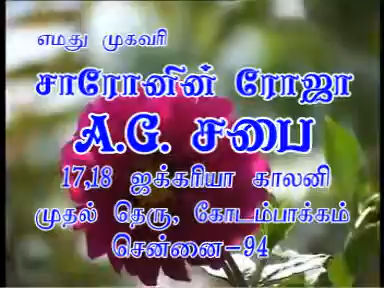 எமது முகவரி
சாரோனின் ரோஜா
A.G. சபை
17,18 ஜக்கரியா காலனி
முதல் தெரு, கோடம்பாக்கம்
சென்னை-94